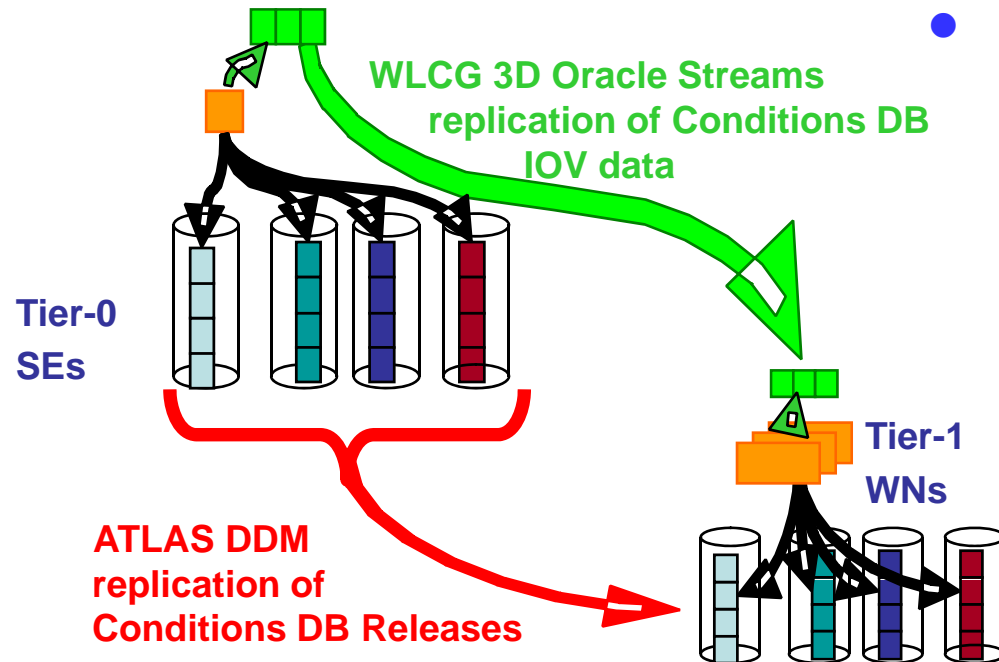 WLCG 3D Oracle Streams
replication of Conditions DB
IOV data
Tier-0
SEs
Tier-1
WNs
ATLAS DDM
replication of
Conditions DB Releases